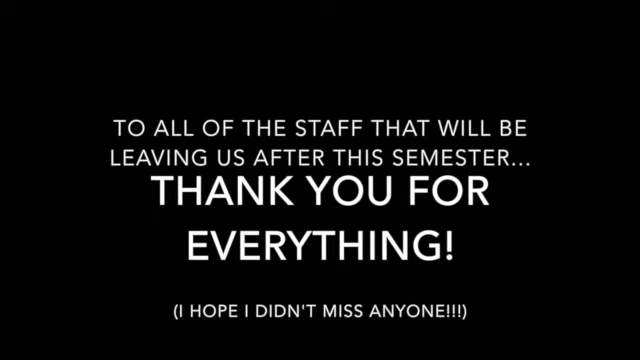 TO ALL OF THE STAFF THAT WILL BE
LEAVING US AFTER THIS SEMESTER...
THANK YOU FOR
EVERYTHING!
(I HOPE I DIDN'T MISS ANYONE!!!)